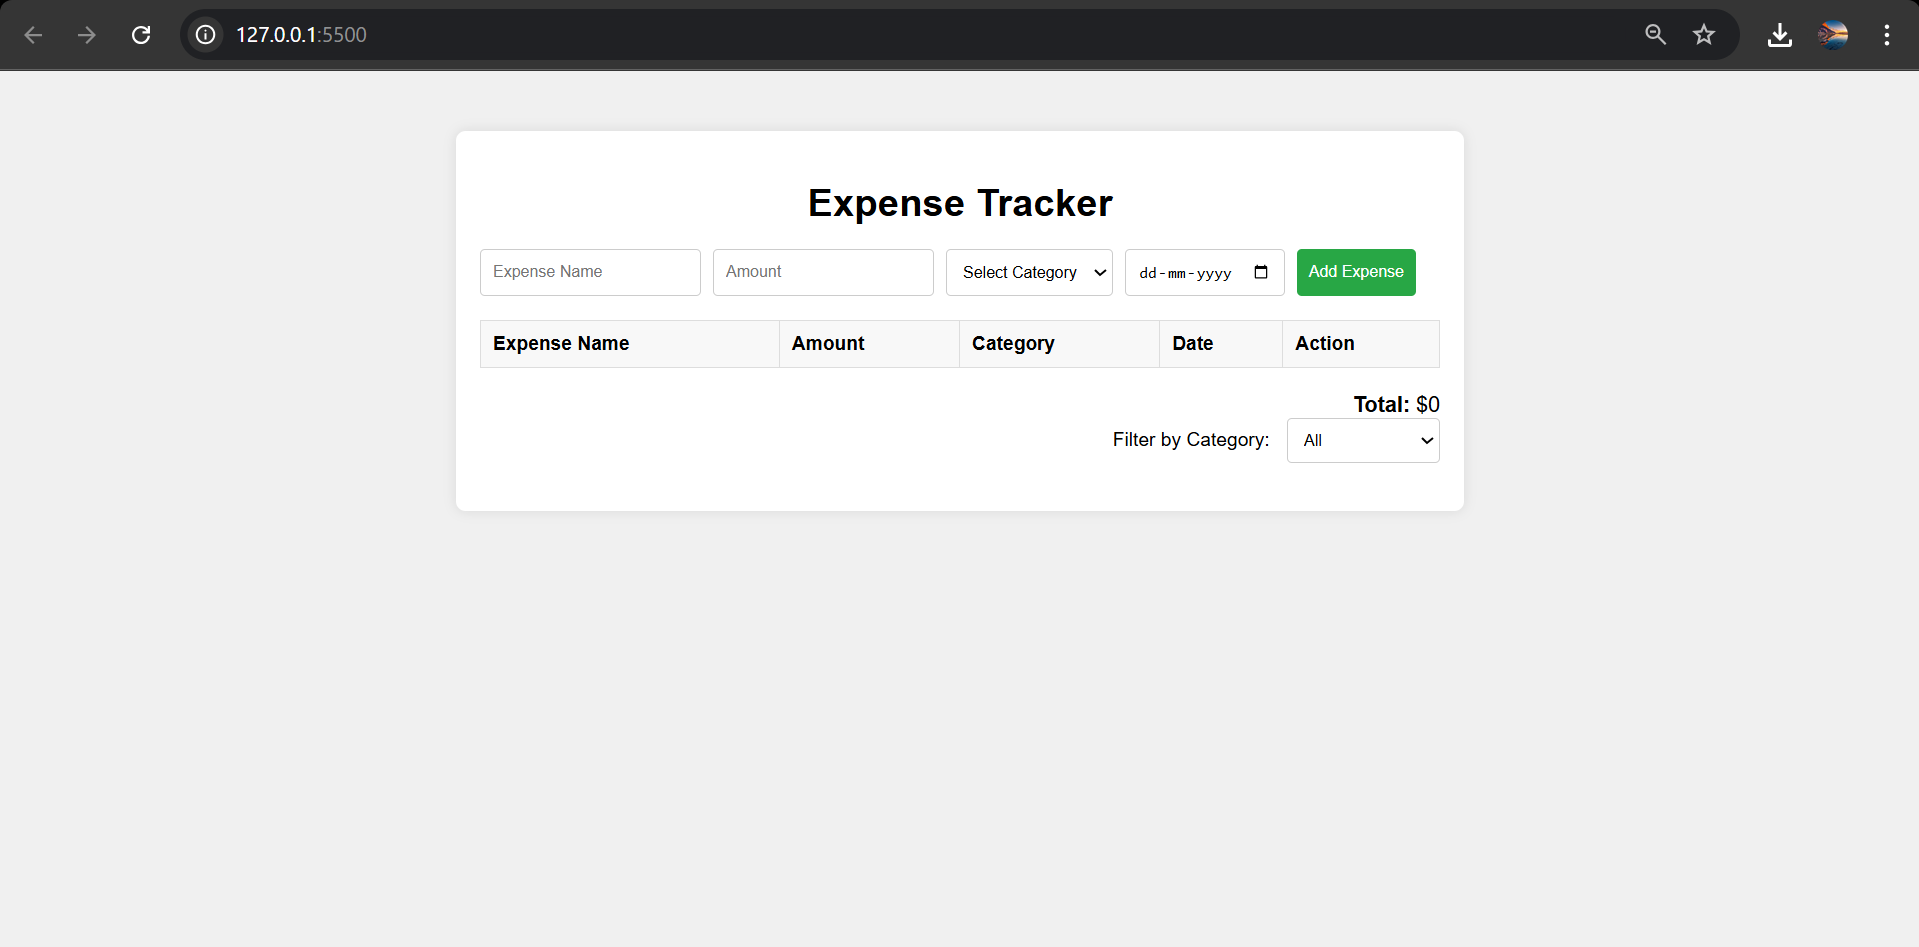 127.0.0.1:5500
Expense Tracker
Expense Name Amount Select Category dd-mm-yyyy Add Expense
Expense Name Amount Category Date Action
Total: $0
Filter by Category: All